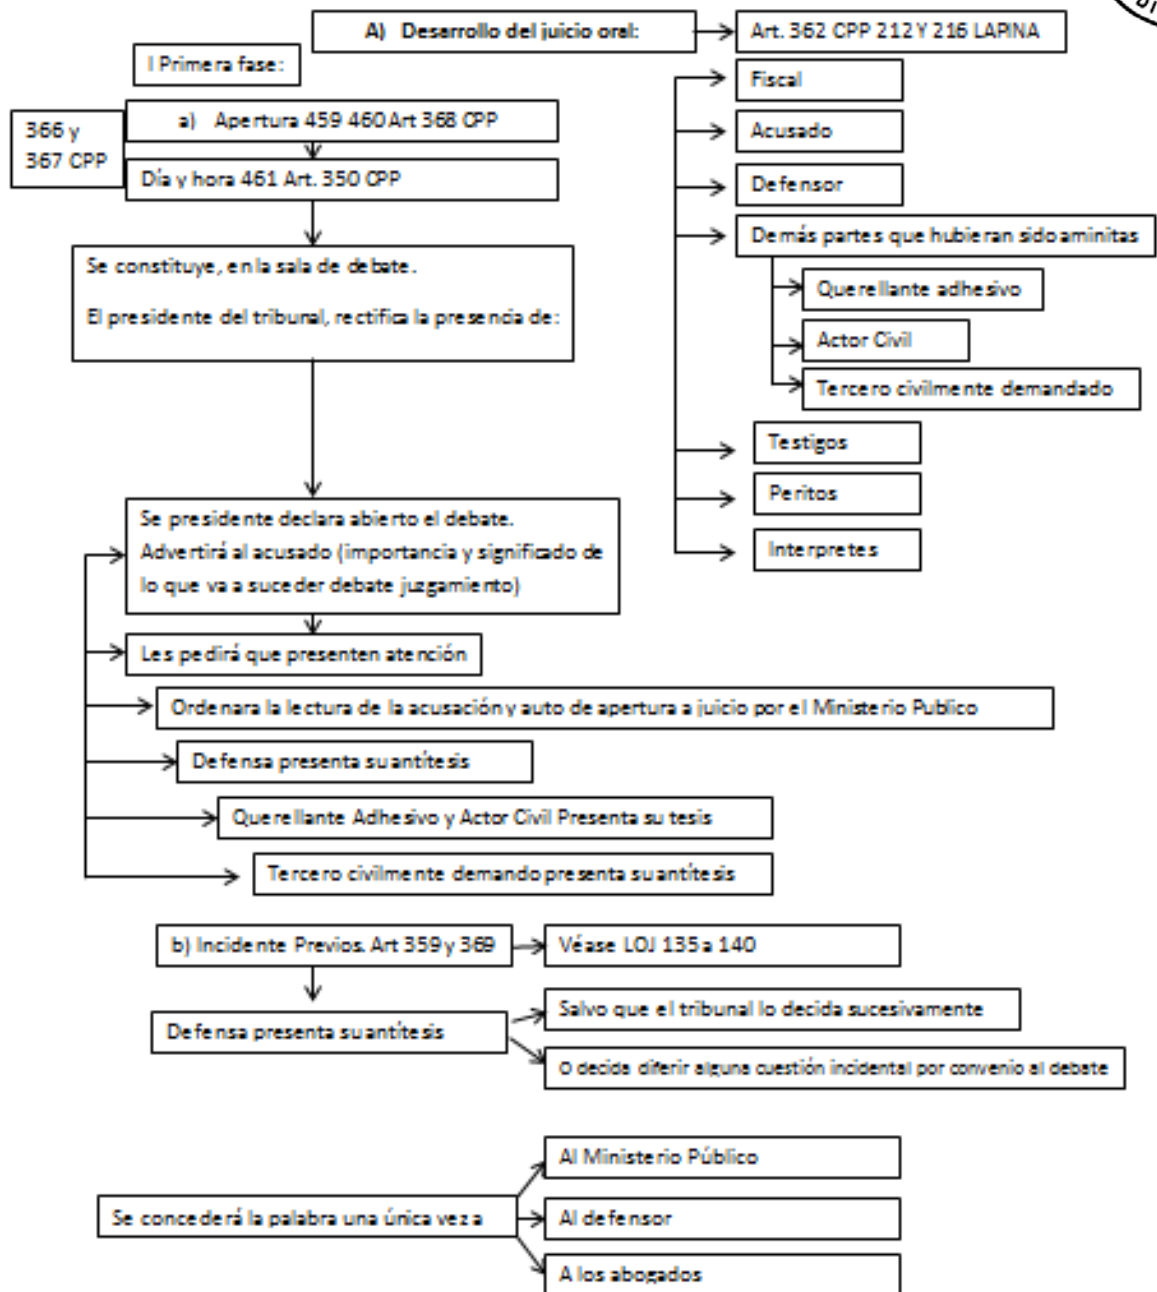 A) Desarrollo del juicio oral:
Art. 362 CPP 212 Y 216 LAPINA
I Primera fase:
366 y
367 CPP
a) Apertura 459 460 Art 368 CPP
Día y hora 461 Art. 350 CPP
Se constituye, en la sala de debate.
El presidente del tribunal, rectifica la presencia de:
Fiscal
Acusado
Defensor
Demás partes que hubieran sido aminitas
Querellante adhesivo
Actor Civil
Tercero civilmente demandado
Testigos
Peritos
Interpretes
Se presidente declara abierto el debate.
Advertirá al acusado (importancia y significado de
lo que va a suceder debate juzgamiento)
Les pedirá que presenten atención
Ordenara la lectura de la acusación y auto de apertura a juicio por el Ministerio Publico
Defensa presenta su antítesis
Querellante Adhesivo y Actor Civil Presenta su tesis
Tercero civilmente demando presenta su antítesis
b) Incidente Previos. Art 359 y 369
Véase LOJ 135 a 140
Defensa presenta su antítesis
Salvo que el tribunal lo decida sucesivamente
O decida diferir alguna cuestión incidental por convenio al debate
Se concederá la palabra una única vez a
Al Ministerio Público
Al defensor
A los abogados